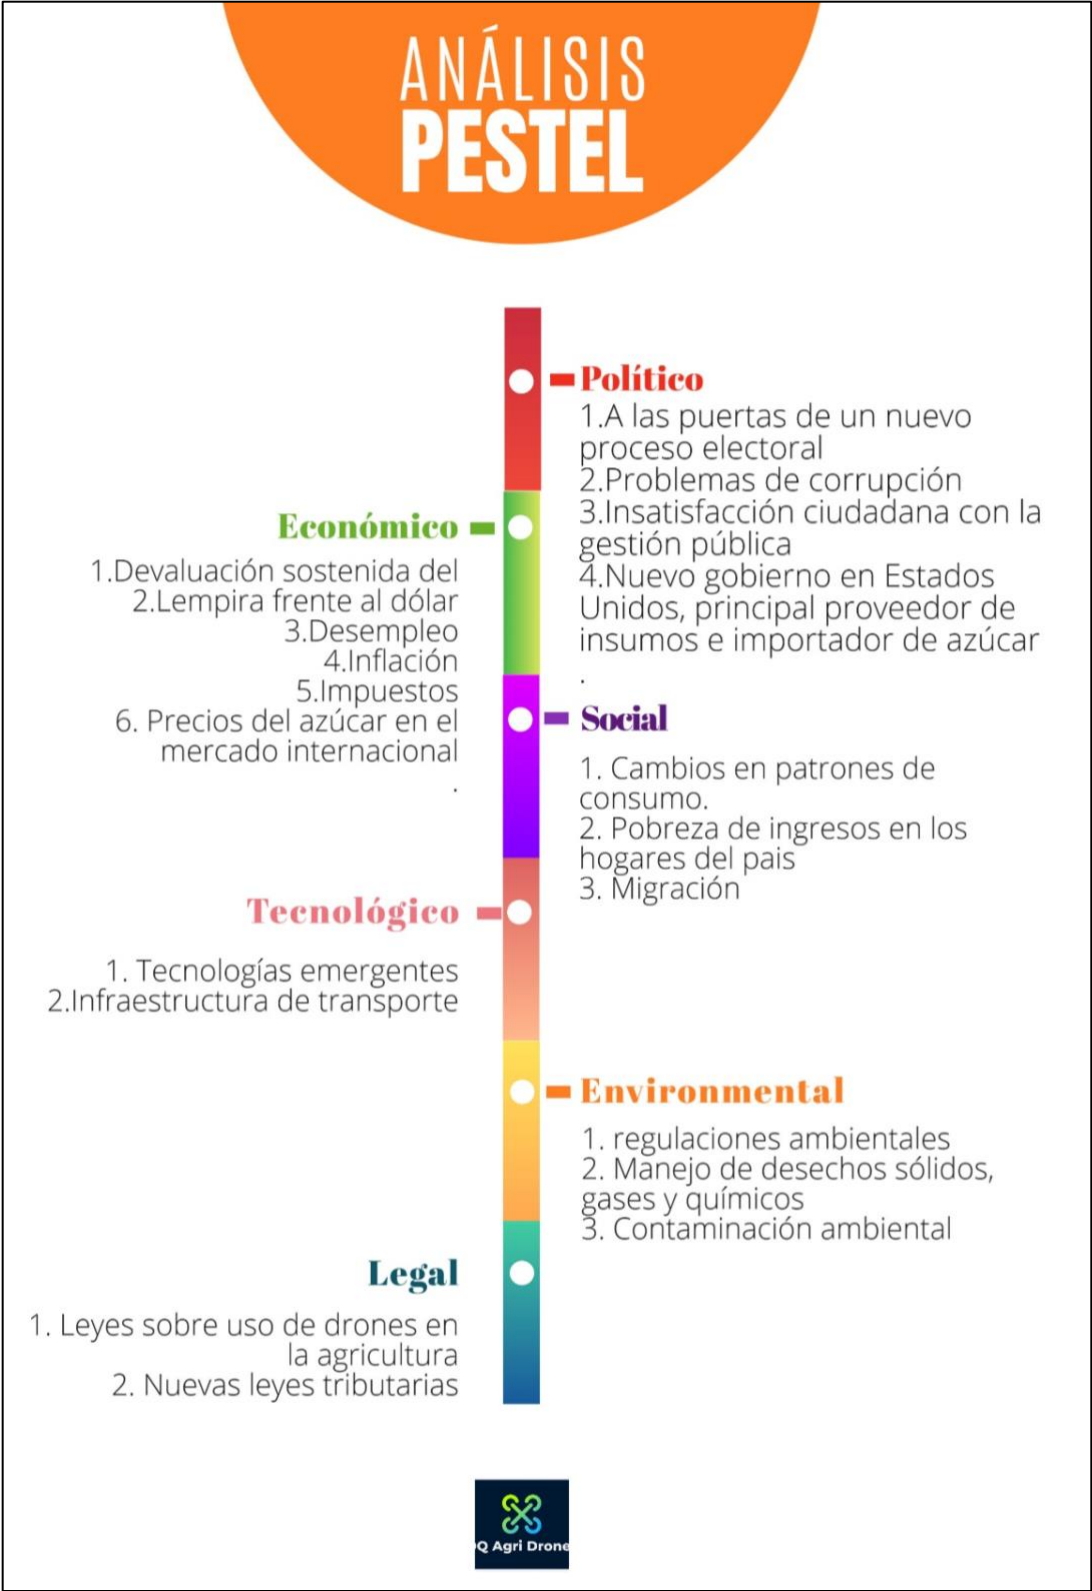 ANÁLISIS
PESTEL
Político
1.A las puertas de un nuevo
proceso electoral
2.Problemas de corrupción
3.Insatisfacción ciudadana con la
gestión pública
4.Nuevo gobierno en Estados
Unidos, principal proveedor de
insumos e importador de azúcar
.
Económico
1.Devaluación sostenida del
2.Lempira frente al dólar
3.Desempleo
4.Inflación
5.Impuestos
6. Precios del azúcar en el
mercado internacional
.
Social
1. Cambios en patrones de
consumo.
2. Pobreza de ingresos en los
hogares del pais
3. Migración
Tecnológico
1. Tecnologías emergentes
2.Infraestructura de transporte
Environmental
1. regulaciones ambientales
2. Manejo de desechos sólidos,
gases y químicos
3. Contaminación ambiental
Legal
1. Leyes sobre uso de drones en
la agricultura
2. Nuevas leyes tributarias
Q Agri Drone